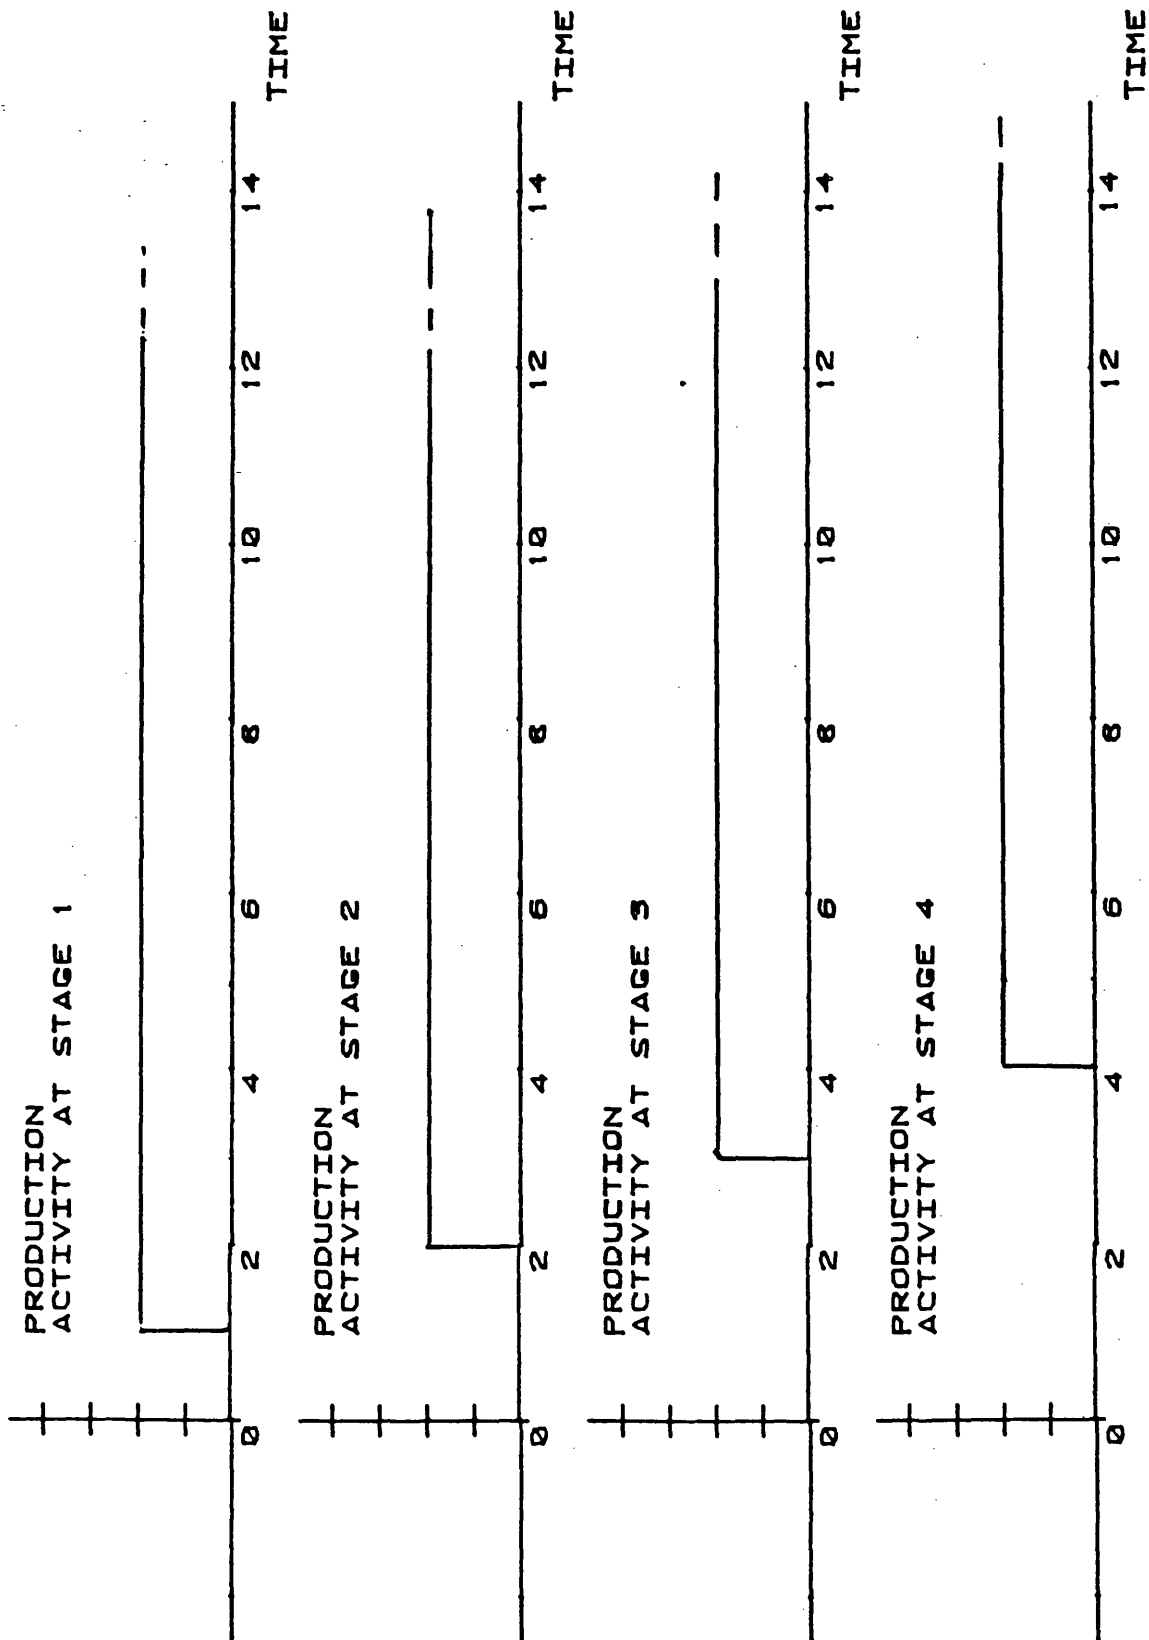 PRODUCTION
ACTIVITY AT STAGE 1
0 2 4 6 8 10 12 14
TIME
PRODUCTION
ACTIVITY AT STAGE 2
0 2 4 6 8 10 12 14
TIME
PRODUCTION
ACTIVITY AT STAGE 3
0 2 4 6 8 10 12 14
TIME
PRODUCTION
ACTIVITY AT STAGE 4
0 2 4 6 8 10 12 14
TIME